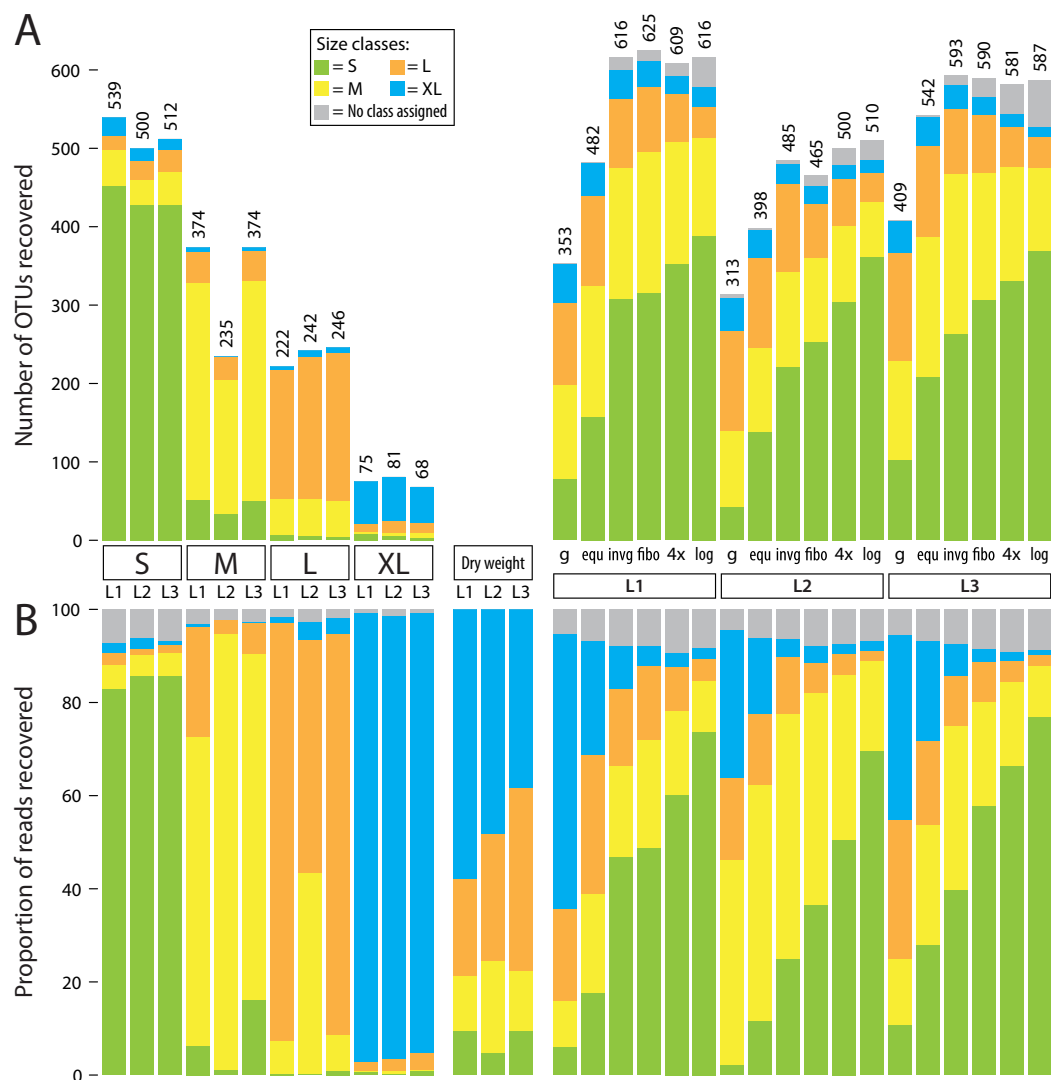 A
Number of OTUs recovered
600
500
400
300
200
100
0
Size classes:
= S
= L
= M
= XL
= No class assigned
539
500
512
374
235
374
222
242
246
75
81
68
353
482
616
625
609
616
313
398
485
465
500
510
409
542
593
590
581
587
g equ invg fibo 4x log
g equ invg fibo 4x log
g equ invg fibo 4x log
S M L XL Dry weight L1 L2 L3
L1 L2 L3 L1 L2 L3 L1 L2 L3 L1 L2 L3 L1 L2 L3
B
Proportion of reads recovered
100
80
60
40
20
0